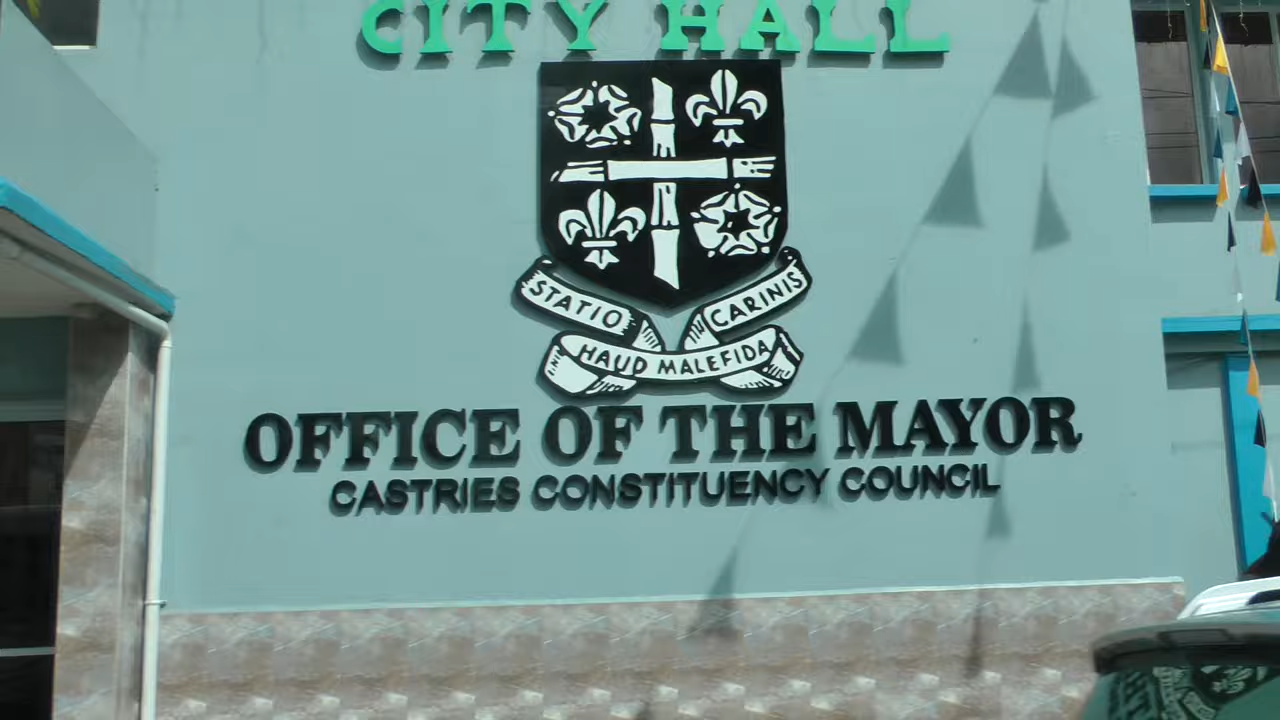 CITY HALL
STATIO CARINIS
HAUD MALEFIDA
OFFICE OF THE MAYOR
CASTRIES CONSTITUENCY COUNCIL